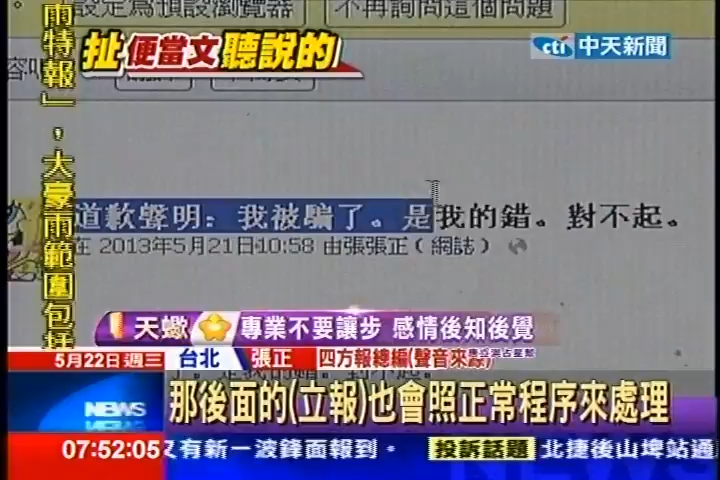 設定為預設瀏覽器
不再詢問這個問題
雨特報」，大豪雨範圍包括
扯便當文聽說的
cti 中天新聞
道歉聲明：我被騙了。是我的錯。對不起。
在 2013年5月21日10:58 由張張正（網誌）
天蠍 專業不要讓步 感情後知後覺
5月22日週三 台北 張正 四方報總編(聲音來源)
NEWS
那後面的(立報)也會照正常程序來處理
07:52:05 又有新一波鋒面報到。 投訴話題 北捷後山埤站通